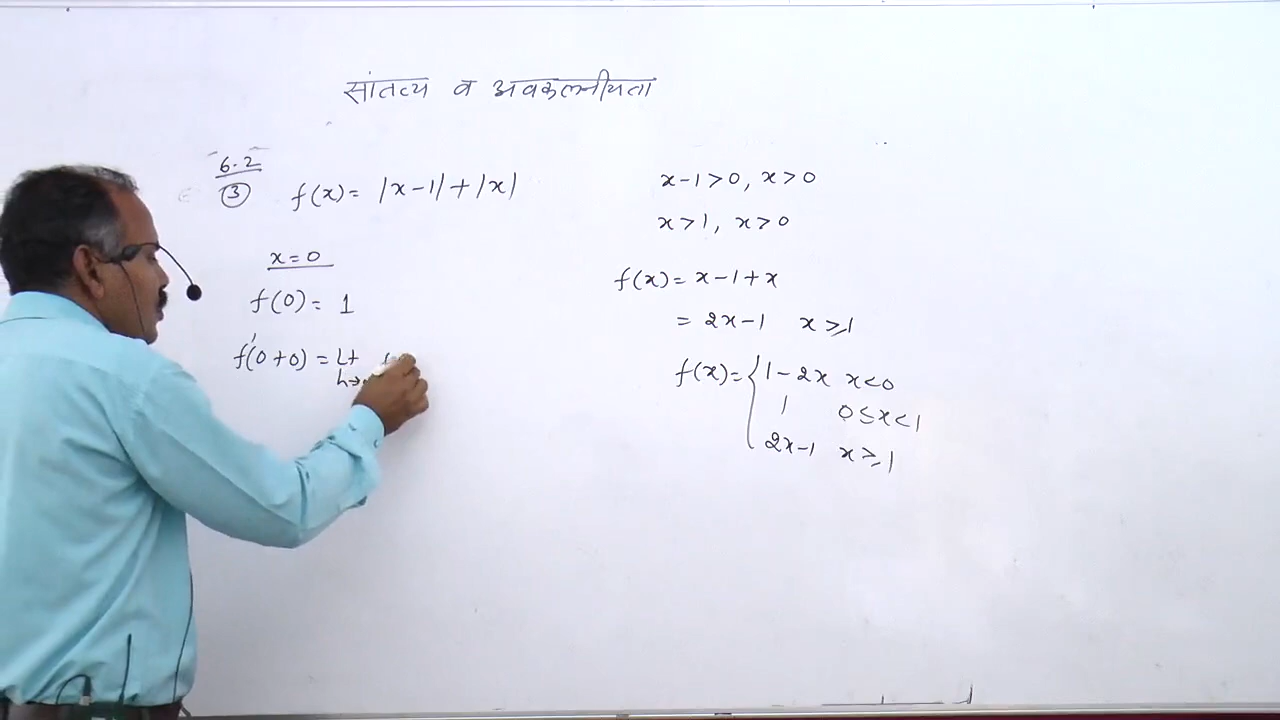 सांतत्य व अवकलनीयता
6.2
③ f(x) = |x-1| + |x|
x = 0
f(0) = 1
f'(0+0) = Lt
h→
x-1>0, x>0
x>1, x>0
f(x) = x-1+x
= 2x-1 x≥1
f(x) = { 1-2x x<0
1 0≤x<1
2x-1 x≥1